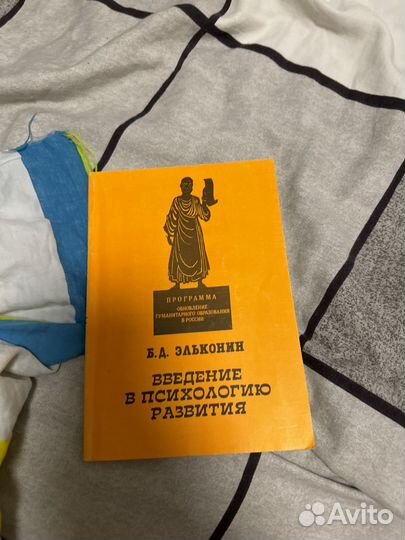 ПРОГРАММА
ОБНОВЛЕНИЕ
ГУМАНИТАРНОГО ОБРАЗОВАНИЯ
В РОССИИ
Б.Д. ЭЛЬКОНИН
ВВЕДЕНИЕ
В ПСИХОЛОГИЮ
РАЗВИТИЯ
Avito